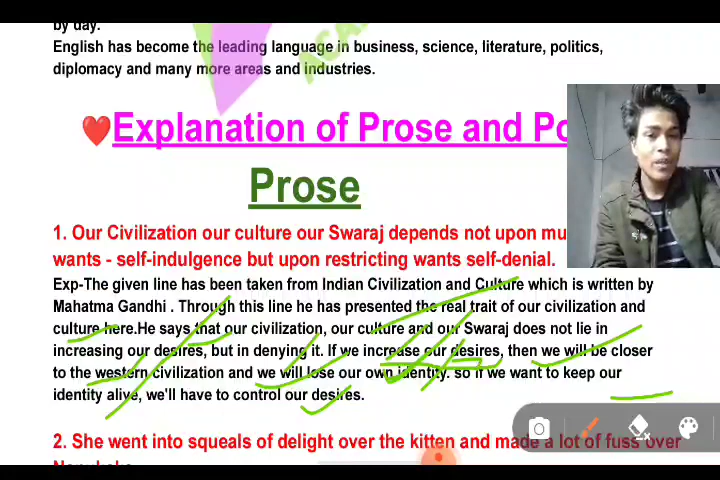 by day.
English has become the leading language in business, science, literature, politics,
diplomacy and many more areas and industries.
Explanation of Prose and Po
Prose
1. Our Civilization our culture our Swaraj depends not upon mu
wants - self-indulgence but upon restricting wants self-denial.
Exp-The given line has been taken from Indian Civilization and Culture which is written by
Mahatma Gandhi . Through this line he has presented the real trait of our civilization and
culture here.He says that our civilization, our culture and our Swaraj does not lie in
increasing our desires, but in denying it. If we increase our desires, then we will be closer
to the western civilization and we will lose our own identity. so if we want to keep our
identity alive, we'll have to control our desires.
2. She went into squeals of delight over the kitten and made a lot of fuss over